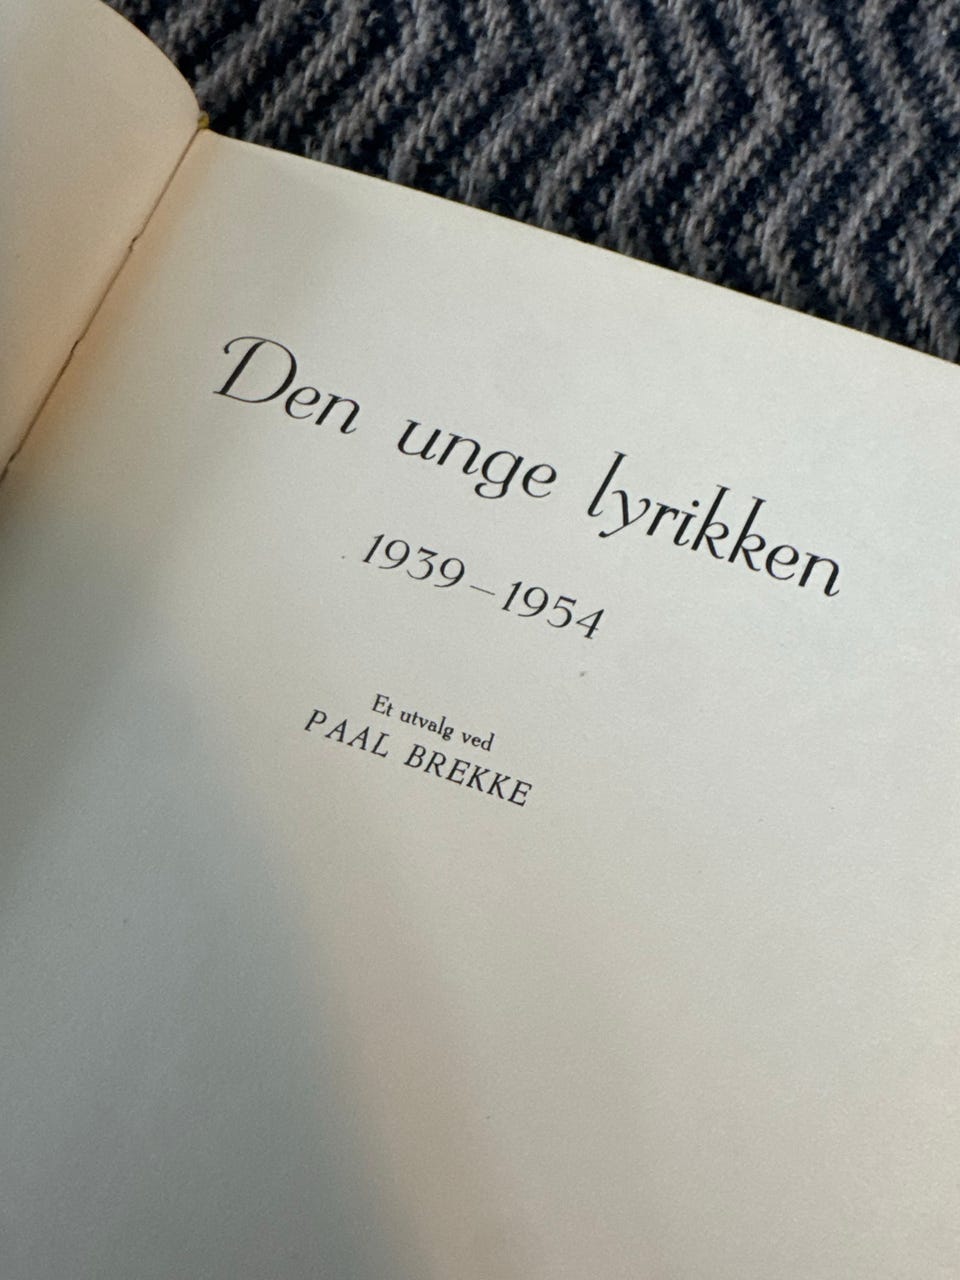 Den unge lyrikken
1939–1954
Et utvalg ved
PAAL BREKKE